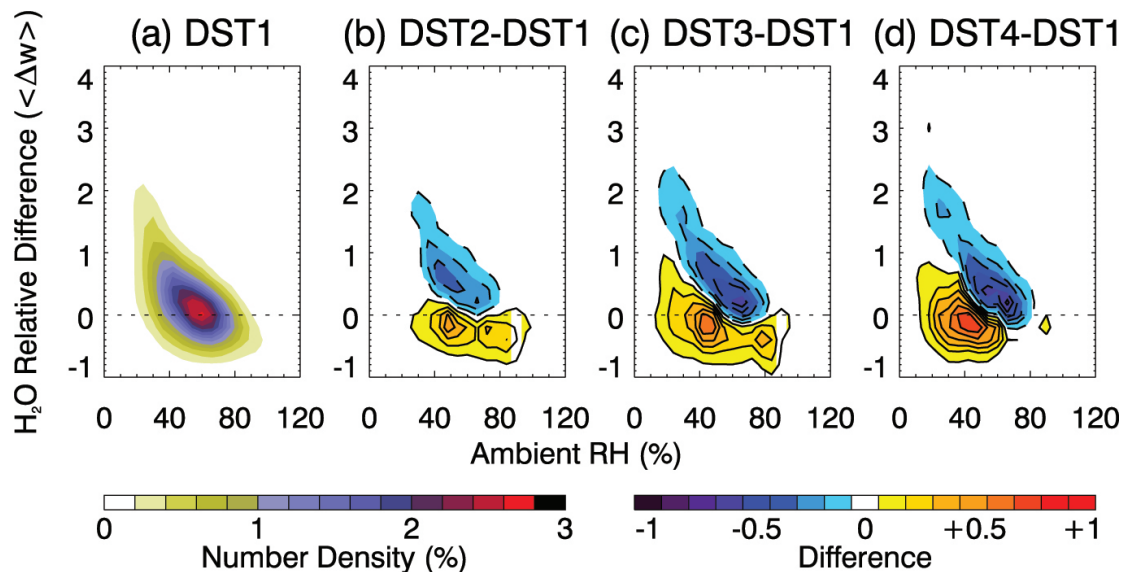 (a) DST1
(b) DST2-DST1
(c) DST3-DST1
(d) DST4-DST1
H₂O Relative Difference (<Δw>)
4
3
2
1
0
-1
4
3
2
1
0
-1
4
3
2
1
0
-1
4
3
2
1
0
-1
0 40 80 120
0 40 80 120
0 40 80 120
0 40 80 120
Ambient RH (%)
0 1 2 3
Number Density (%)
-1 -0.5 0 +0.5 +1
Difference